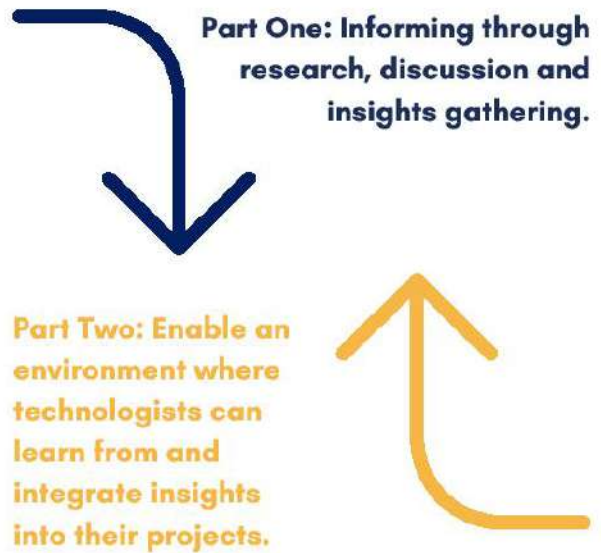 Part One: Informing through
research, discussion and
insights gathering.
Part Two: Enable an
environment where
technologists can
learn from and
integrate insights
into their projects.